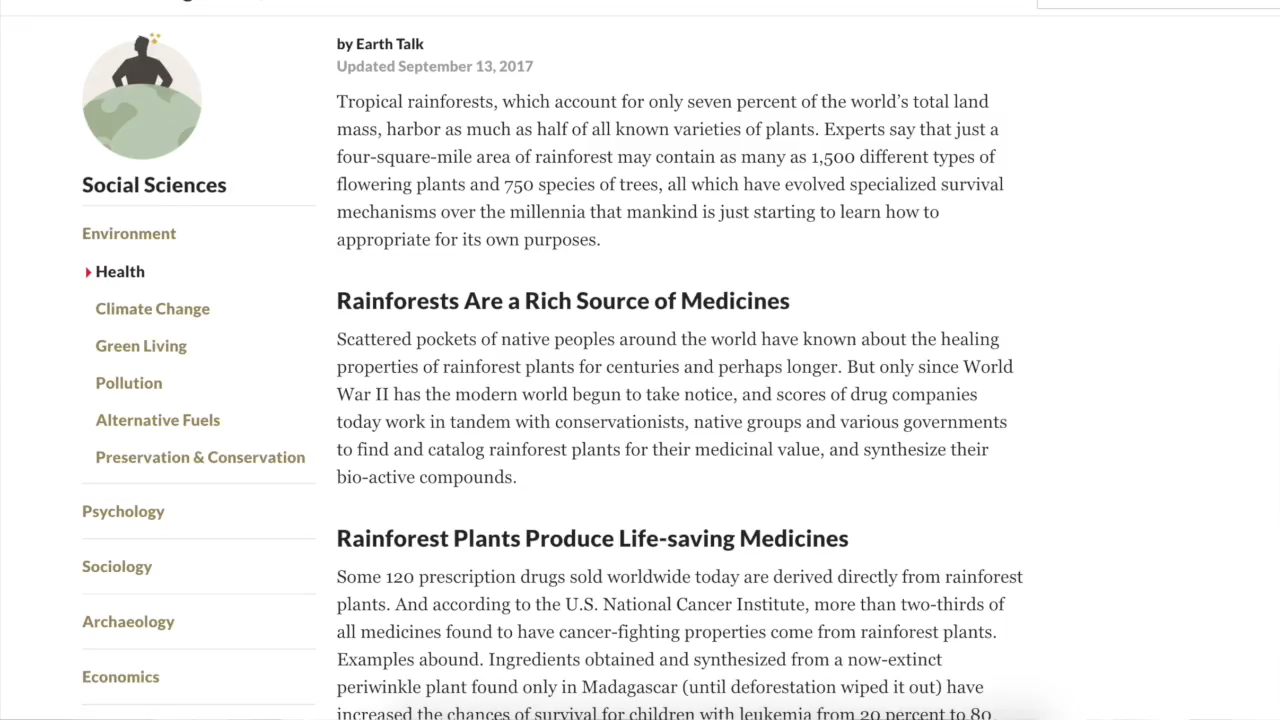 by Earth Talk
Updated September 13, 2017
Tropical rainforests, which account for only seven percent of the world's total land
mass, harbor as much as half of all known varieties of plants. Experts say that just a
four-square-mile area of rainforest may contain as many as 1,500 different types of
flowering plants and 750 species of trees, all which have evolved specialized survival
mechanisms over the millennia that mankind is just starting to learn how to
appropriate for its own purposes.
Social Sciences
Environment
Health
Climate Change
Green Living
Pollution
Alternative Fuels
Preservation & Conservation
Psychology
Sociology
Archaeology
Economics
Rainforests Are a Rich Source of Medicines
Scattered pockets of native peoples around the world have known about the healing
properties of rainforest plants for centuries and perhaps longer. But only since World
War II has the modern world begun to take notice, and scores of drug companies
today work in tandem with conservationists, native groups and various governments
to find and catalog rainforest plants for their medicinal value, and synthesize their
bio-active compounds.
Rainforest Plants Produce Life-saving Medicines
Some 120 prescription drugs sold worldwide today are derived directly from rainforest
plants. And according to the U.S. National Cancer Institute, more than two-thirds of
all medicines found to have cancer-fighting properties come from rainforest plants.
Examples abound. Ingredients obtained and synthesized from a now-extinct
periwinkle plant found only in Madagascar (until deforestation wiped it out) have
increased the chances of survival for children with leukemia from 20 percent to 80